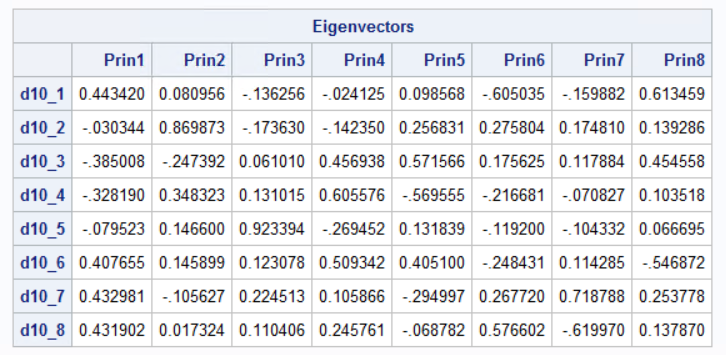 Eigenvectors
Prin1 Prin2 Prin3 Prin4 Prin5 Prin6 Prin7 Prin8
d10_1 0.443420 0.080956 -.136256 -.024125 0.098568 -.605035 -.159882 0.613459
d10_2 -.030344 0.869873 -.173630 -.142350 0.256831 0.275804 0.174810 0.139286
d10_3 -.385008 -.247392 0.061010 0.456938 0.571566 0.175625 0.117884 0.454558
d10_4 -.328190 0.348323 0.131015 0.605576 -.569555 -.216681 -.070827 0.103518
d10_5 -.079523 0.146600 0.923394 -.269452 0.131839 -.119200 -.104332 0.066695
d10_6 0.407655 0.145899 0.123078 0.509342 0.405100 -.248431 0.114285 -.546872
d10_7 0.432981 -.105627 0.224513 0.105866 -.294997 0.267720 0.718788 0.253778
d10_8 0.431902 0.017324 0.110406 0.245761 -.068782 0.576602 -.619970 0.137870